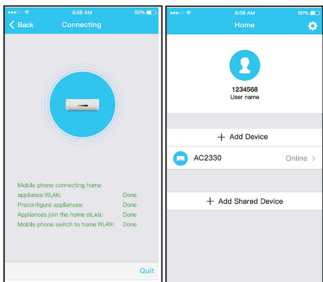 9:08 AM
50%
Back
Connecting
Mobile phone connecting home
appliance WLAN:
Done
Preconfigure appliances:
Done
Appliances join the home WLAN:
Done
Mobile phone switch to home WLAN:
Done
Quit
9:08 AM
50%
Home
1234568
User name
+ Add Device
AC2330
Online >
+ Add Shared Device